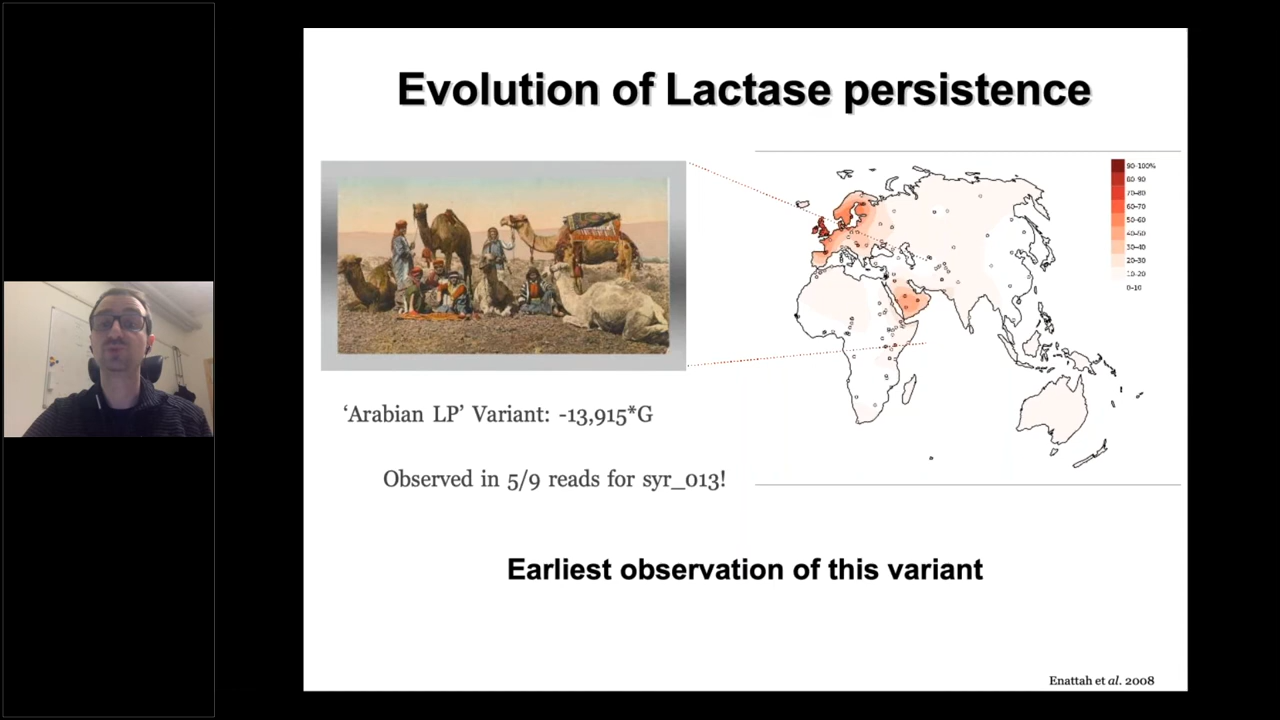 Evolution of Lactase persistence
90-100%
80-90
70-80
60-70
50-60
40-50
30-40
20-30
10-20
0-10
‘Arabian LP’ Variant: -13,915*G
Observed in 5/9 reads for syr_013!
Earliest observation of this variant
Enattah et al. 2008